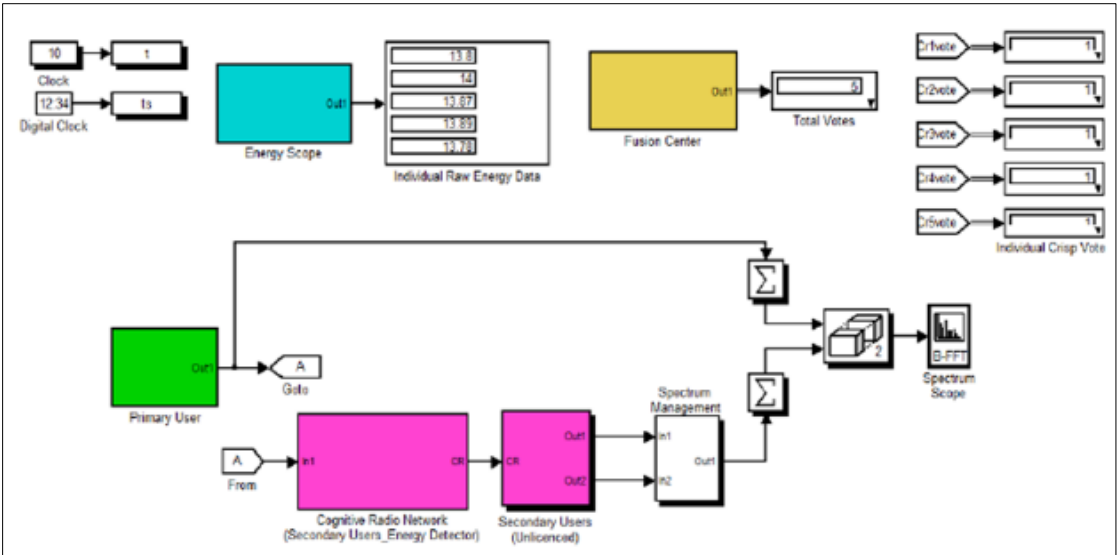 10
t
Clock
12:34
ts
Digital Clock
Out1
Energy Scope
13.8
14
13.87
13.89
13.78
Individual Raw Energy Data
Out1
Fusion Center
5
Total Votes
Cr1vote
1
Cr2vote
1
Cr3vote
1
Cr4vote
1
Cr5vote
1
Individual Crisp Vote
Out1
Primary User
A
Goto
A
From
In1
CR
Cognitive Radio Network
(Secondary Users_Energy Detector)
CR
Out1
Out2
Secondary Users
(Unlicenced)
Spectrum
Management
In1
In2
Out1
Σ
Σ
2
B-FFT
Spectrum
Scope